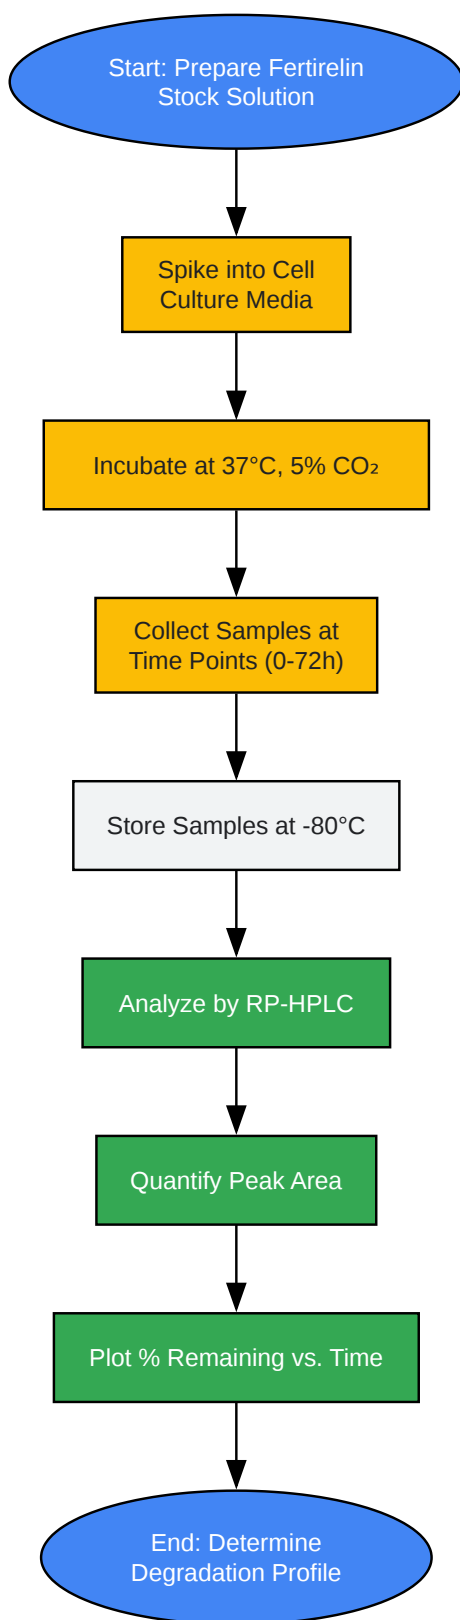 Start: Prepare Fertirelin
Stock Solution
Spike into Cell
Culture Media
Incubate at 37°C, 5% CO₂
Collect Samples at
Time Points (0-72h)
Store Samples at -80°C
Analyze by RP-HPLC
Quantify Peak Area
Plot % Remaining vs. Time
End: Determine
Degradation Profile